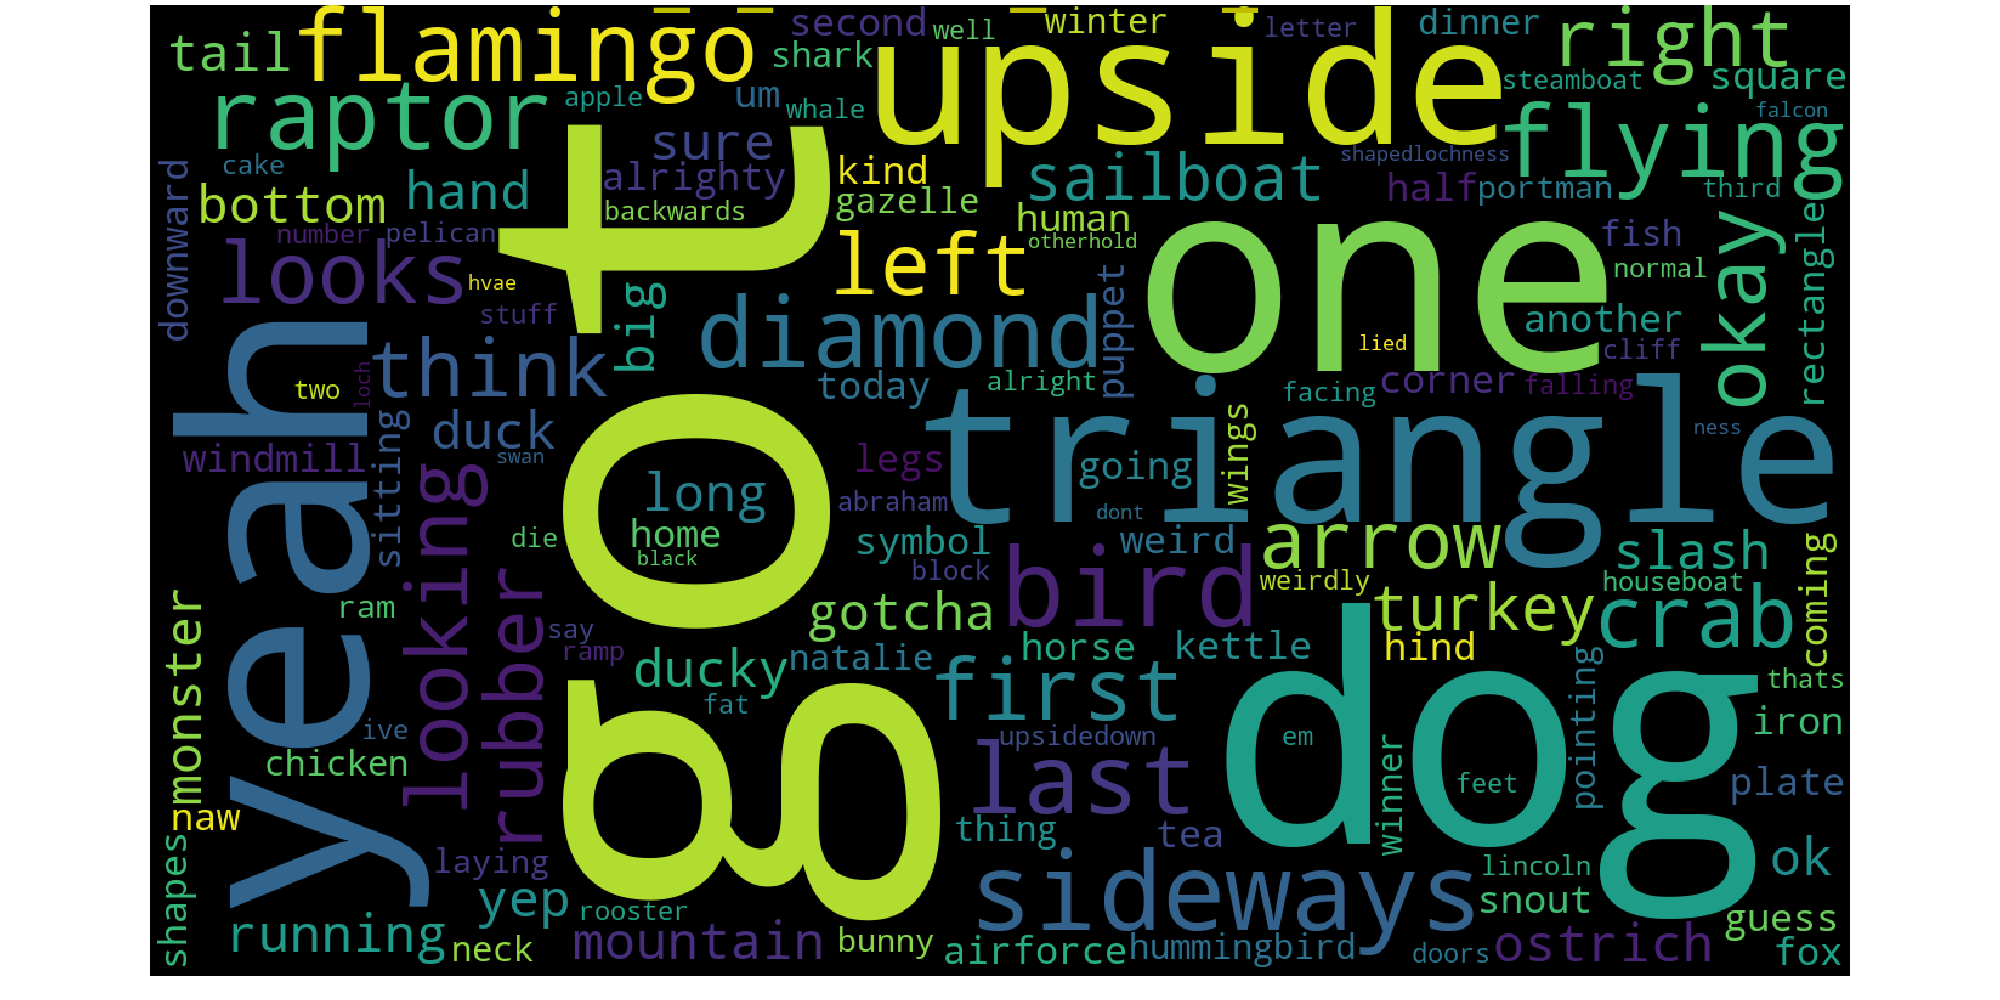 tail
flamingo
second
well
winter
letter
dinner
right
shark
upside
steamboat
square
raptor
apple
um
whale
flying
falcon
cake
sure
kind
sailboat
shapedlochness
half
portman
third
downward
bottom
hand
alrighty
backwards
gazelle
human
otherhold
fish
normal
okay
rectangle
number
pelican
looks
hvae
stuff
got
left
one
another
big
diamond
puppet
lied
cliff
yeah
think
two
loch
today
alright
triangle
facing
corner
falling
ness
duck
windmill
sitting
swan
looking
long
legs
going
wings
abraham
dont
die
home
black
symbol
weird
block
bird
arrow
slash
coming
monster
ram
rubber
say
ramp
gotcha
weirdly
turkey
houseboat
crab
ducky
natalie
horse
kettle
hind
pointing
thats
first
dog
fat
ive
upsidedown
em
iron
chicken
last
winner
feet
plate
naw
thing
tea
shapes
laying
yep
rooster
sideways
lincoln
snout
ok
running
neck
mountain
bunny
airforce
hummingbird
doors
ostrich
guess
fox